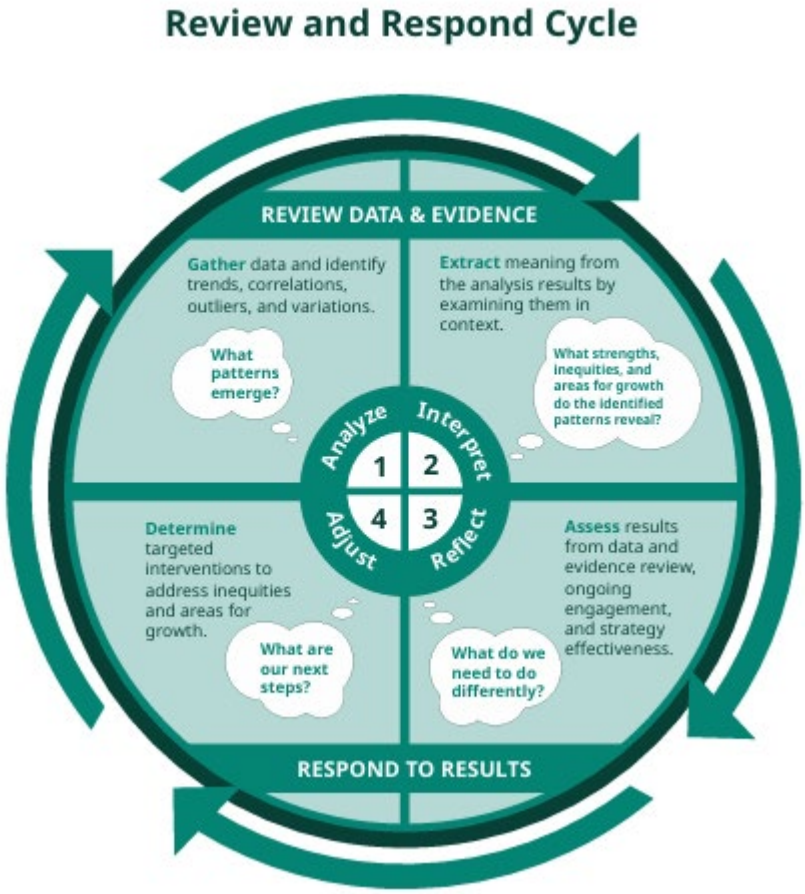 Review and Respond Cycle
REVIEW DATA & EVIDENCE
Gather data and identify
trends, correlations,
outliers, and variations.
What
patterns
emerge?
Extract meaning from
the analysis results by
examining them in
context.
What strengths,
inequities, and
areas for growth
do the identified
patterns reveal?
Analyze
Interpret
1
2
4
3
Adjust
Reflect
Determine
targeted
interventions to
address inequities
and areas for
growth.
What are
our next
steps?
Assess results
from data and
evidence review,
ongoing
engagement,
and strategy
effectiveness.
What do we
need to do
differently?
RESPOND TO RESULTS